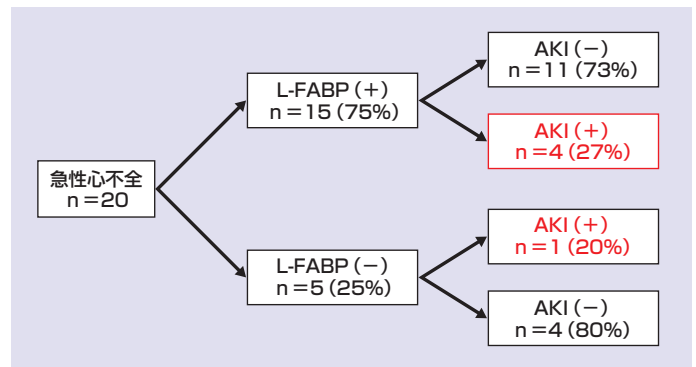 急性心不全
n=20
L-FABP(+)
n=15(75%)
L-FABP(-)
n=5(25%)
AKI(-)
n=11(73%)
AKI(+)
n=4(27%)
AKI(+)
n=1(20%)
AKI(-)
n=4(80%)